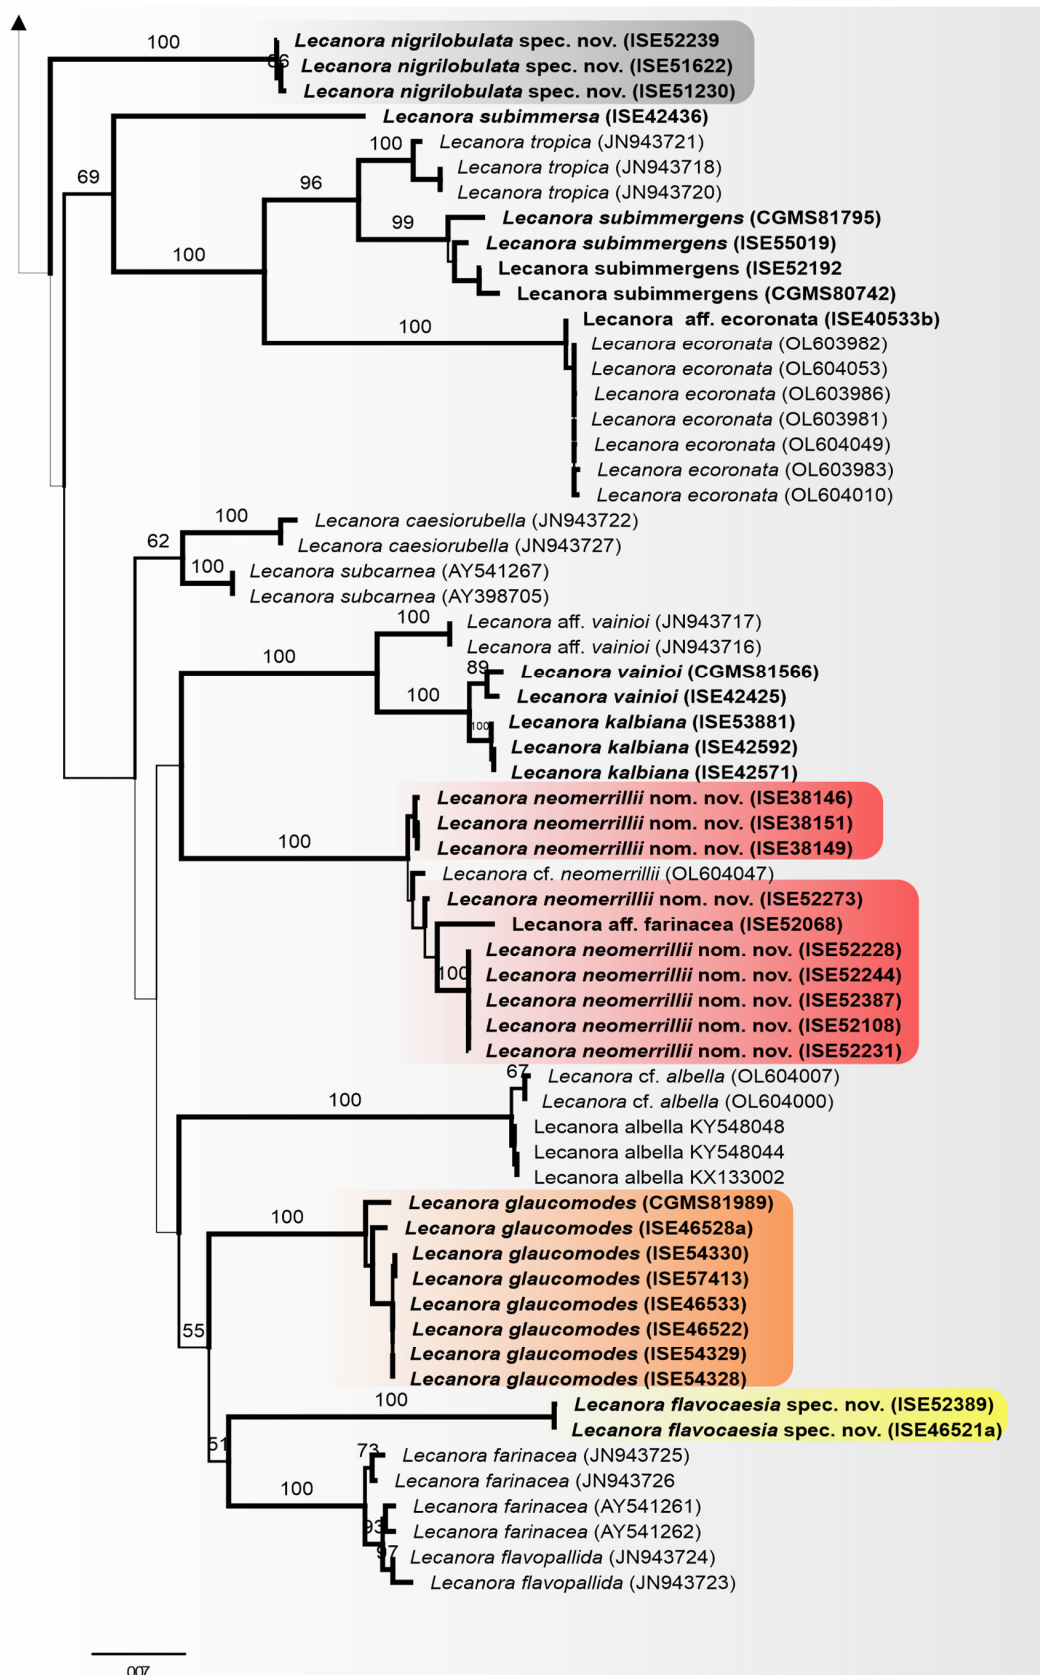 100
Lecanora nigrilobulata spec. nov. (ISE52239
86
Lecanora nigrilobulata spec. nov. (ISE51622)
Lecanora nigrilobulata spec. nov. (ISE51230)
Lecanora subimmersa (ISE42436)
100
Lecanora tropica (JN943721)
Lecanora tropica (JN943718)
69
96
Lecanora tropica (JN943720)
99
Lecanora subimmergens (CGMS81795)
Lecanora subimmergens (ISE55019)
100
Lecanora subimmergens (ISE52192
Lecanora subimmergens (CGMS80742)
100
Lecanora aff. ecoronata (ISE40533b)
Lecanora ecoronata (OL603982)
Lecanora ecoronata (OL604053)
Lecanora ecoronata (OL603986)
Lecanora ecoronata (OL603981)
Lecanora ecoronata (OL604049)
Lecanora ecoronata (OL603983)
Lecanora ecoronata (OL604010)
100
Lecanora caesiorubella (JN943722)
62
Lecanora caesiorubella (JN943727)
100
Lecanora subcarnea (AY541267)
Lecanora subcarnea (AY398705)
100
Lecanora aff. vainioi (JN943717)
Lecanora aff. vainioi (JN943716)
100
89
Lecanora vainioi (CGMS81566)
100
Lecanora vainioi (ISE42425)
100
Lecanora kalbiana (ISE53881)
Lecanora kalbiana (ISE42592)
Lecanora kalbiana (ISE42571)
Lecanora neomerrillii nom. nov. (ISE38146)
Lecanora neomerrillii nom. nov. (ISE38151)
100
Lecanora neomerrillii nom. nov. (ISE38149)
Lecanora cf. neomerrillii (OL604047)
Lecanora neomerrillii nom. nov. (ISE52273)
Lecanora aff. farinacea (ISE52068)
Lecanora neomerrillii nom. nov. (ISE52228)
100
Lecanora neomerrillii nom. nov. (ISE52244)
Lecanora neomerrillii nom. nov. (ISE52387)
Lecanora neomerrillii nom. nov. (ISE52108)
Lecanora neomerrillii nom. nov. (ISE52231)
67
Lecanora cf. albella (OL604007)
100
Lecanora cf. albella (OL604000)
Lecanora albella KY548048
Lecanora albella KY548044
Lecanora albella KX133002
100
Lecanora glaucomodes (CGMS81989)
Lecanora glaucomodes (ISE46528a)
Lecanora glaucomodes (ISE54330)
Lecanora glaucomodes (ISE57413)
Lecanora glaucomodes (ISE46533)
55
Lecanora glaucomodes (ISE46522)
Lecanora glaucomodes (ISE54329)
Lecanora glaucomodes (ISE54328)
100
Lecanora flavocaesia spec. nov. (ISE52389)
Lecanora flavocaesia spec. nov. (ISE46521a)
51
73
Lecanora farinacea (JN943725)
100
Lecanora farinacea (JN943726
Lecanora farinacea (AY541261)
93
Lecanora farinacea (AY541262)
97
Lecanora flavopallida (JN943724)
Lecanora flavopallida (JN943723)